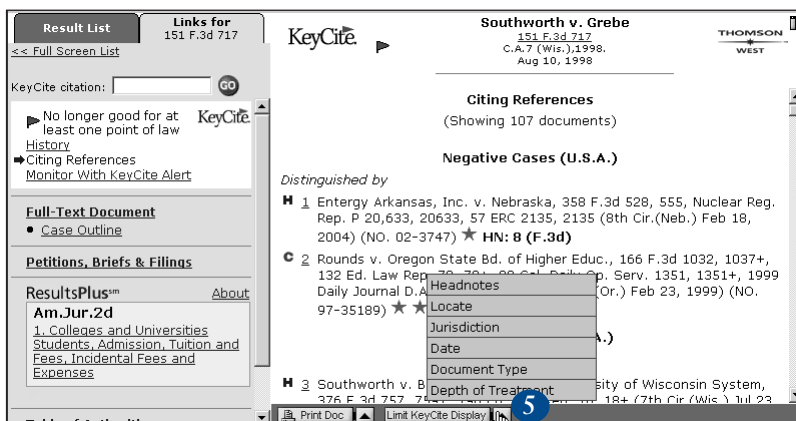 Result List
Links for
151 F.3d 717
<< Full Screen List
KeyCite citation:
GO
No longer good for at
least one point of law
KeyCite.
History
Citing References
Monitor With KeyCite Alert
Full-Text Document
• Case Outline
Petitions, Briefs & Filings
ResultsPlus℠ About
Am.Jur.2d
1. Colleges and Universities
Students, Admission, Tuition and
Fees, Incidental Fees and
Expenses
KeyCite.
Southworth v. Grebe
151 F.3d 717
C.A.7 (Wis.),1998.
Aug 10, 1998
THOMSON
WEST
Citing References
(Showing 107 documents)
Negative Cases (U.S.A.)
Distinguished by
H 1 Entergy Arkansas, Inc. v. Nebraska, 358 F.3d 528, 555, Nuclear Reg.
Rep. P 20,633, 20633, 57 ERC 2135, 2135 (8th Cir.(Neb.) Feb 18,
2004) (NO. 02-3747) ★ HN: 8 (F.3d)
C 2 Rounds v. Oregon State Bd. of Higher Educ., 166 F.3d 1032, 1037+,
132 Ed. Law Rep. Op. Serv. 1351, 1351+, 1999
Daily Journal D.A (Or.) Feb 23, 1999) (NO.
97-35189) ★ ★
Headnotes
Locate
Jurisdiction
Date
Document Type
Depth of Treatment
A.)
H 3 Southworth v. B sity of Wisconsin System,
376 F.3d 757, 18+ (7th Cir.(Wis.) Jul 23
Print Doc
Limit KeyCite Display
5